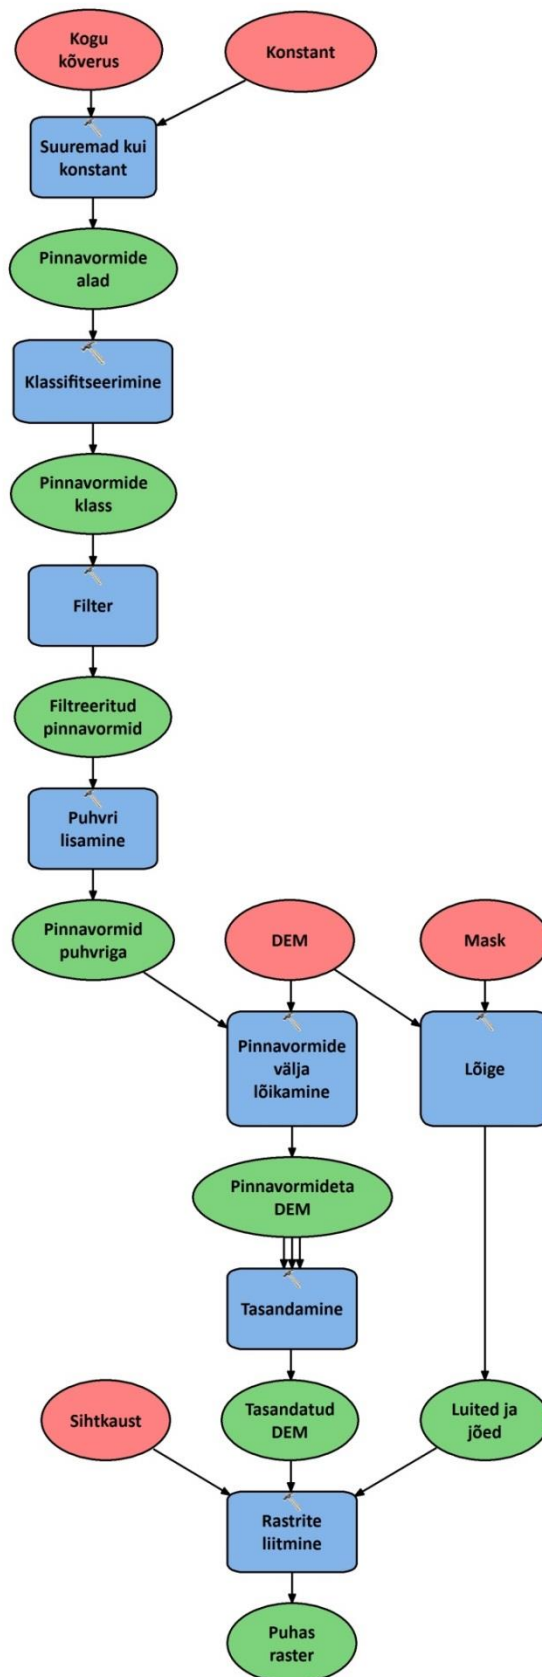 Kogu
kõverus
Konstant
Suuremad kui
konstant
Pinnavormide
alad
Klassifitseerimine
Pinnavormide
klass
Filter
Filtreeritud
pinnavormid
Puhvri
lisamine
Pinnavormid
puhvriga
DEM
Mask
Pinnavormide
välja
lõikamine
Lõige
Pinnavormideta
DEM
Tasandamine
Sihtkaust
Tasandatud
DEM
Luited ja
jõed
Rastrite
liitmine
Puhas
raster